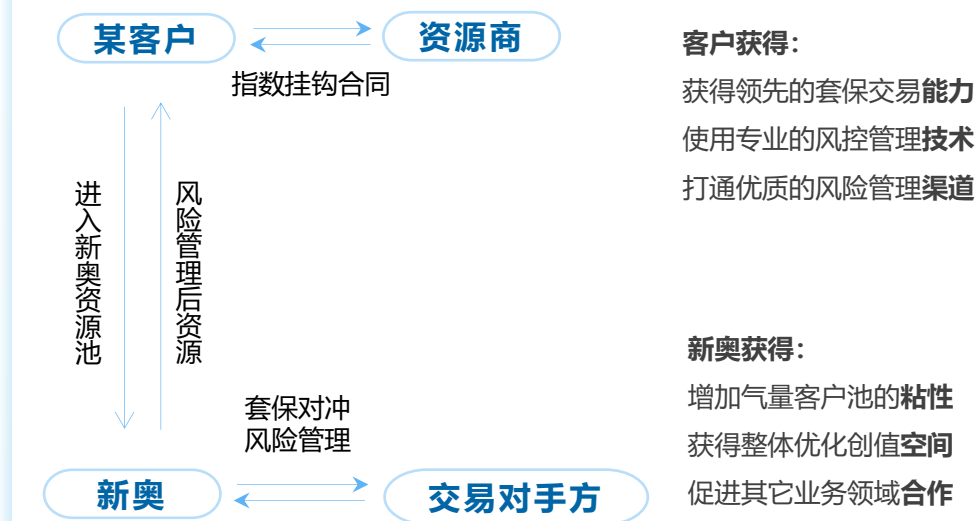 某客户
资源商
指数挂钩合同
进入新奥资源池
风险管理后资源
套保对冲
风险管理
新奥
交易对手方
客户获得：
获得领先的套保交易能力
使用专业的风控管理技术
打通优质的风险管理渠道
新奥获得：
增加气量客户池的粘性
获得整体优化创值空间
促进其它业务领域合作